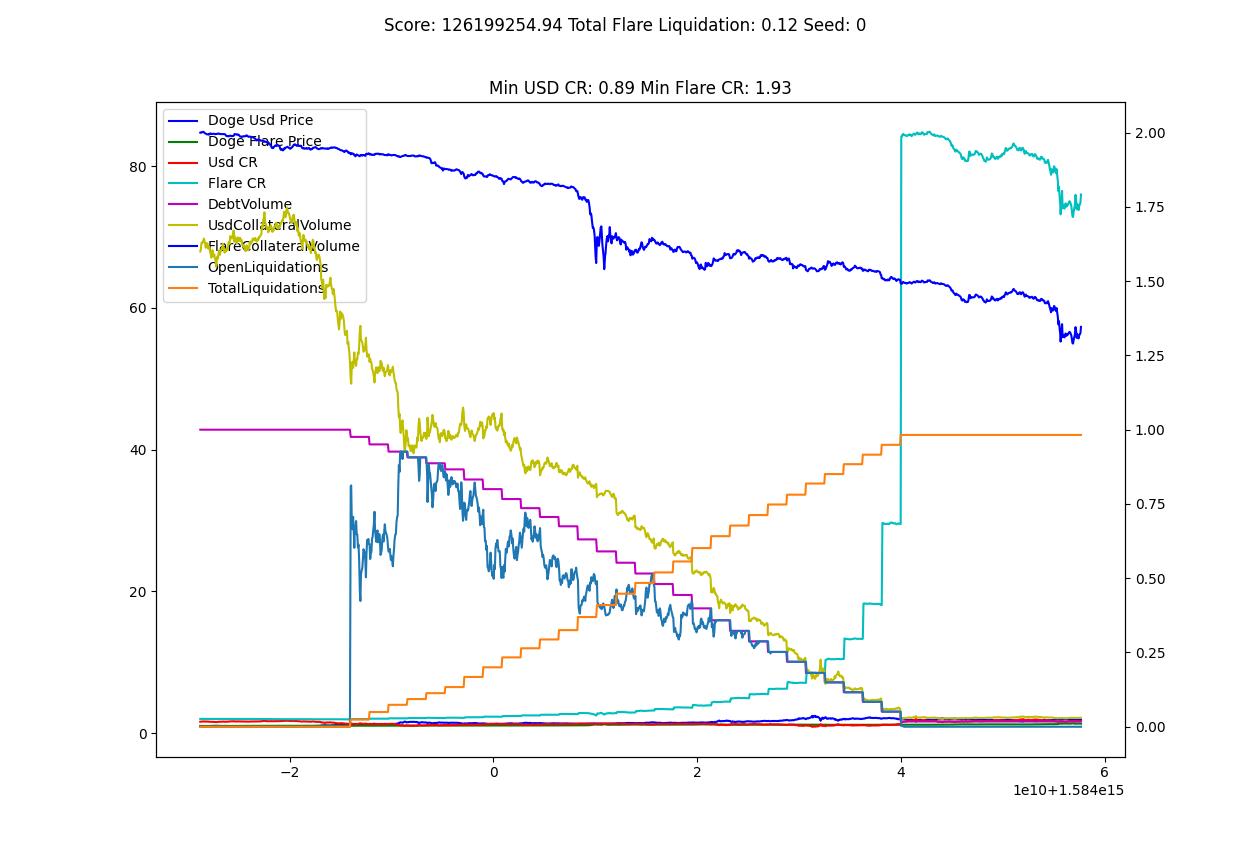 Score: 126199254.94 Total Flare Liquidation: 0.12 Seed: 0
Min USD CR: 0.89 Min Flare CR: 1.93
Doge Usd Price
Doge Flare Price
Usd CR
Flare CR
DebtVolume
UsdCollateralVolume
FlareCollateralVolume
OpenLiquidations
TotalLiquidations
80
60
40
20
0
2.00
1.75
1.50
1.25
1.00
0.75
0.50
0.25
0.00
−2
0
2
4
6
1e10+1.584e15